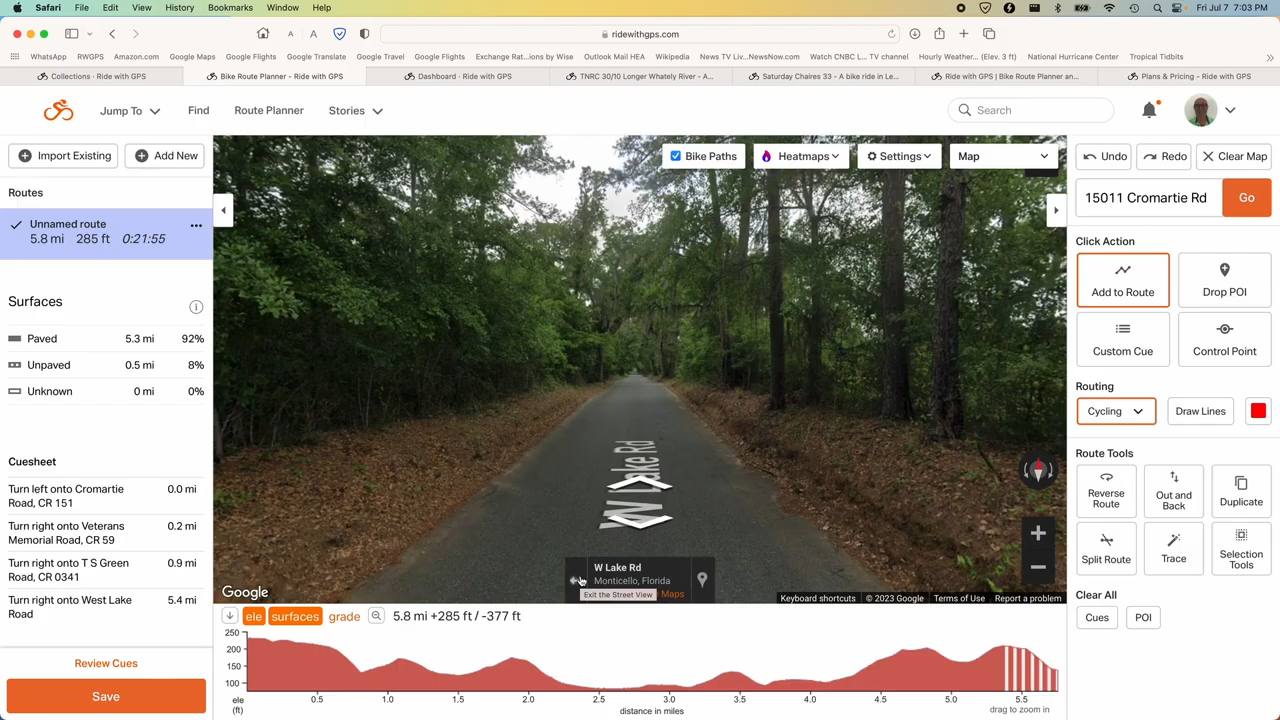 Safari File Edit View History Bookmarks Window Help
Fri Jul 7 7:03 PM
A A ridewithgps.com
WhatsApp RWGPS Amazon.com Google Maps Google Flights Google Translate Travel Google Flights Exchange Rat...ions by Wise Outlook Mail HEA Wikipedia News TV Liv...NewsNow.com Watch CNBC L... TV channel Hourly Weather... (Elev. 3 ft) National Hurricane Center Tropical Tidbits
Collections · Ride with GPS
Bike Route Planner - Ride with GPS
Dashboard · Ride with GPS
TNRC 30/10 Longer Whately River - A...
Saturday Chaires 33 - A bike ride in Le...
Ride with GPS | Bike Route Planner an...
Plans & Pricing - Ride with GPS
Jump To Find Route Planner Stories Search
Import Existing Add New
Routes
Unnamed route
5.8 mi 285 ft 0:21:55
Surfaces
Paved 5.3 mi 92%
Unpaved 0.5 mi 8%
Unknown 0 mi 0%
Cuesheet
Turn left onto Cromartie 0.0 mi
Road, CR 151
Turn right onto Veterans 0.2 mi
Memorial Road, CR 59
Turn right onto T S Green 0.9 mi
Road, CR 0341
Turn right onto West Lake 5.4 mi
Road
Review Cues
Save
Bike Paths Heatmaps Settings Map
W Lake Rd
W Lake Rd
Monticello, Florida
Exit the Street View Maps
Google
Keyboard shortcuts © 2023 Google Terms of Use Report a problem
ele surfaces grade 5.8 mi +285 ft / -377 ft
250
200
150
100
ele
(ft)
0.5 1.0 1.5 2.0 2.5 3.0 3.5 4.0 4.5 5.0 5.5
distance in miles
drag to zoom in
Undo Redo Clear Map
15011 Cromartie Rd Go
Click Action
Add to Route Drop POI
Custom Cue Control Point
Routing
Cycling Draw Lines
Route Tools
Reverse
Route
Out and
Back
Duplicate
Split Route Trace
Selection
Tools
Clear All
Cues POI